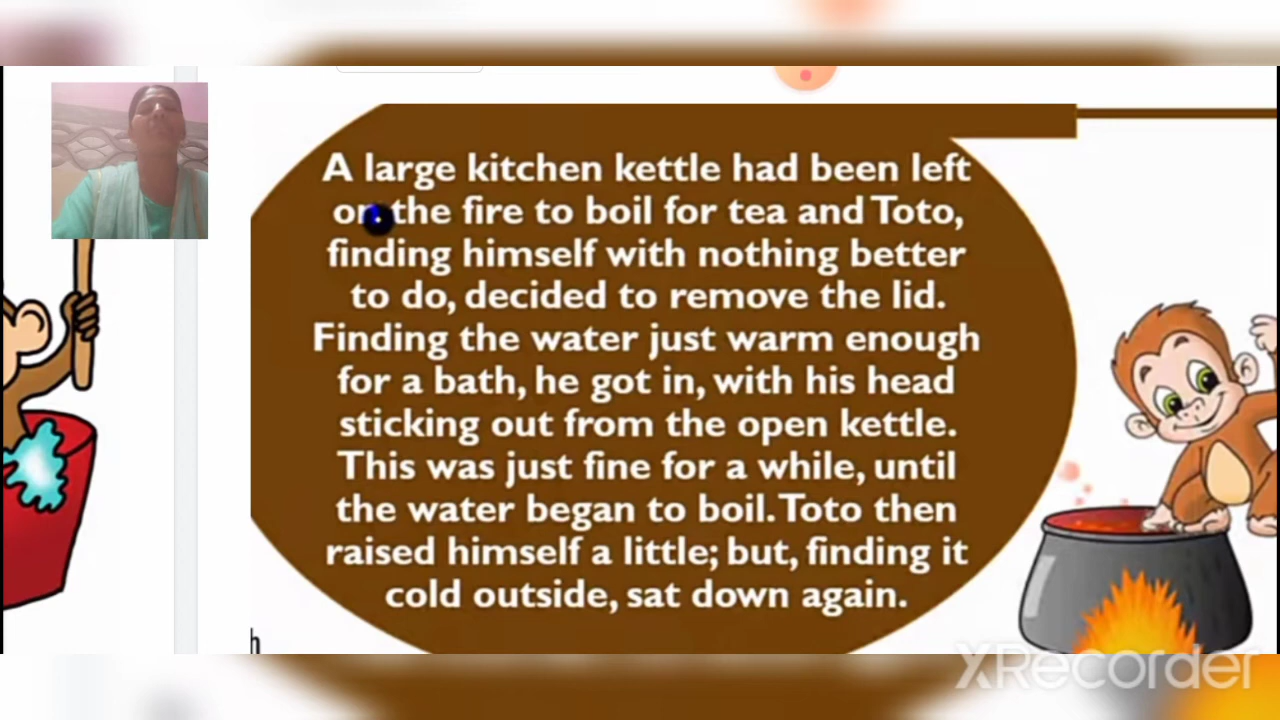 A large kitchen kettle had been left
on the fire to boil for tea and Toto,
finding himself with nothing better
to do, decided to remove the lid.
Finding the water just warm enough
for a bath, he got in, with his head
sticking out from the open kettle.
This was just fine for a while, until
the water began to boil. Toto then
raised himself a little; but, finding it
cold outside, sat down again.
h
XRecorder